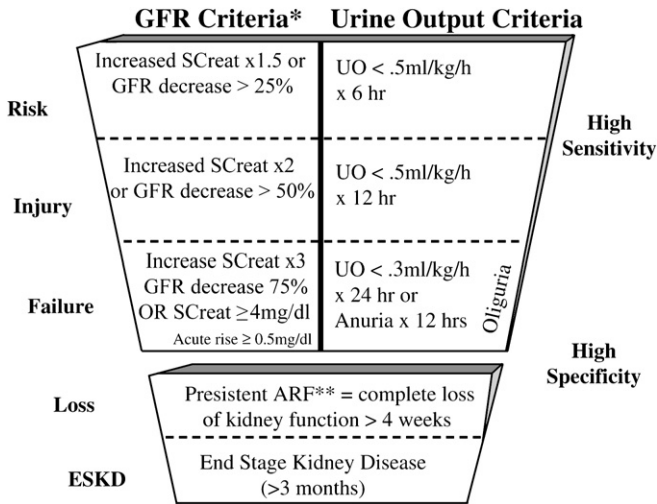 GFR Criteria* Urine Output Criteria
Risk
Increased SCreat x1.5 or
GFR decrease > 25%
UO < .5ml/kg/h
x 6 hr
High
Sensitivity
Injury
Increased SCreat x2
or GFR decrease > 50%
UO < .5ml/kg/h
x 12 hr
Failure
Increase SCreat x3
GFR decrease 75%
OR SCreat ≥4mg/dl
Acute rise ≥ 0.5mg/dl
UO < .3ml/kg/h
x 24 hr or
Anuria x 12 hrs
Oliguria
High
Specificity
Loss
Presistent ARF** = complete loss
of kidney function > 4 weeks
ESKD
End Stage Kidney Disease
(>3 months)